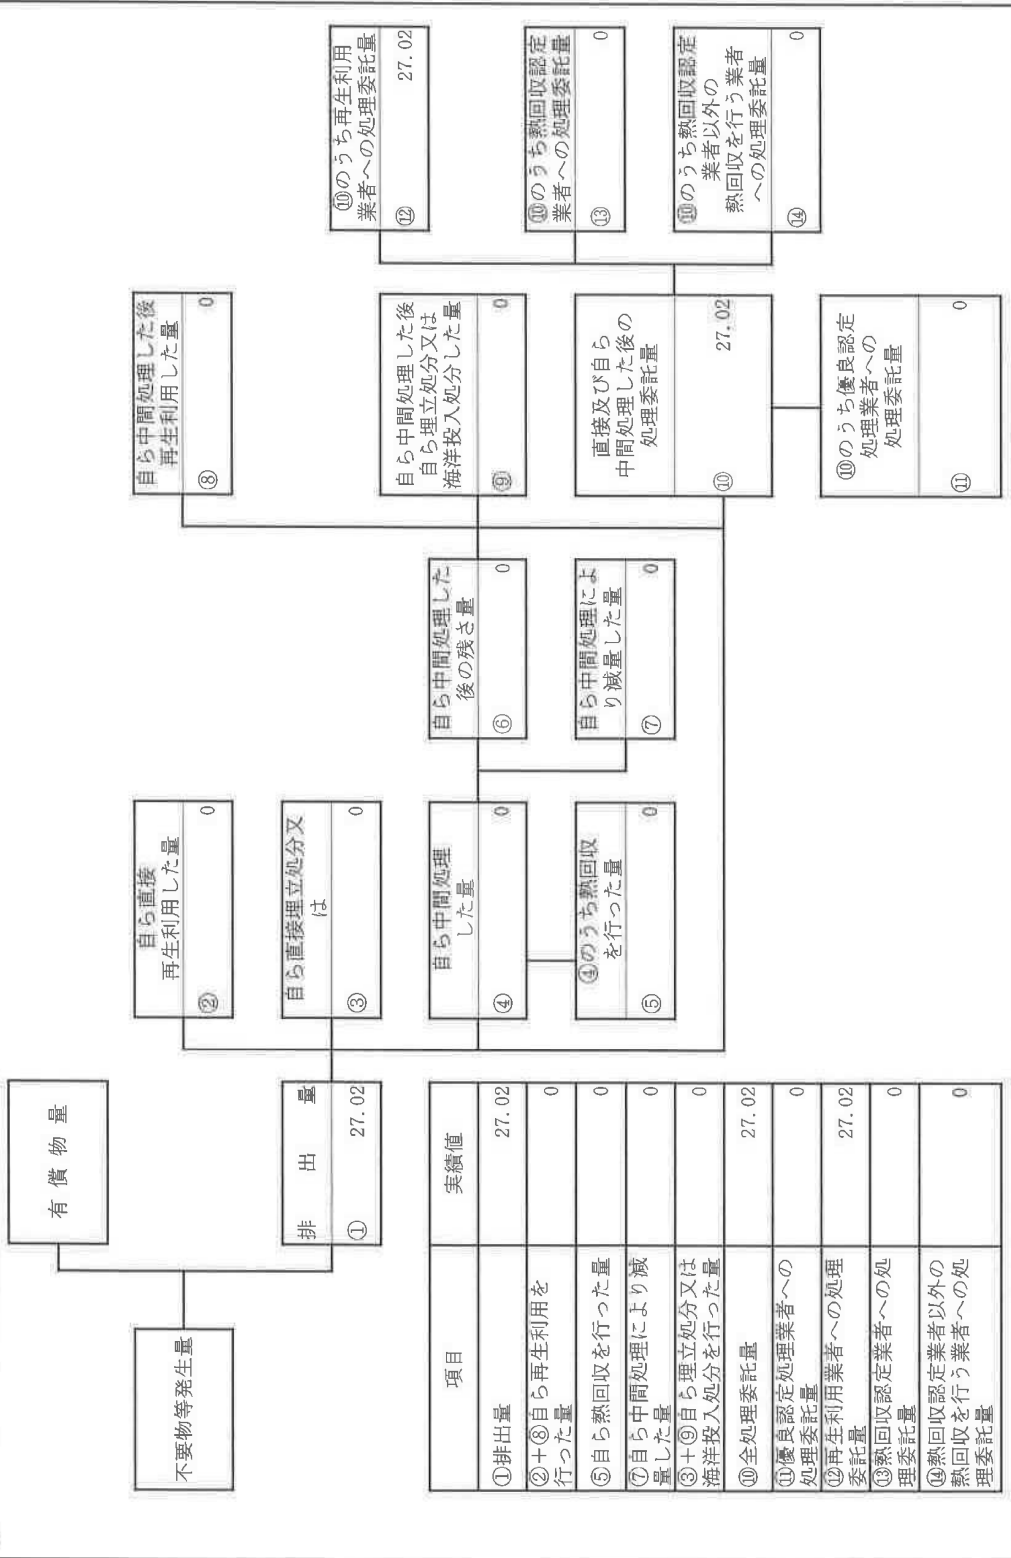 不要物等発生量
有償物量
排出量
① 27.02
自ら直接
再生利用した量
② 0
自ら直接埋立処分又
は
③ 0
自ら中間処理
した量
④ 0
④のうち熱回収
を行った量
⑤ 0
自ら中間処理した
後の残さ量
⑥ 0
自ら中間処理によ
り減量した量
⑦ 0
自ら中間処理した後
再生利用した量
⑧ 0
自ら中間処理した後
自ら埋立処分又は
海洋投入処分した量
⑨ 0
直接及び自ら
中間処理した後の
処理委託量
⑩ 27.02
⑩のうち優良認定
処理業者への
処理委託量
⑪ 0
⑩のうち再生利用
業者への処理委託量
⑫ 27.02
⑩のうち熱回収認定
業者への処理委託量
⑬ 0
⑩のうち熱回収認定
業者以外の
熱回収を行う業者
への処理委託量
⑭ 0
項目 実績値
①排出量 27.02
②+⑧自ら再生利用を
行った量 0
⑤自ら熱回収を行った量 0
⑦自ら中間処理により減
量した量 0
③+⑨自ら埋立処分又は
海洋投入処分を行った量 0
⑩全処理委託量 27.02
⑪優良認定処理業者への
処理委託量 0
⑫再生利用業者への処理
委託量 27.02
⑬熱回収認定業者への処
理委託量 0
⑭熱回収認定業者以外の
熱回収を行う業者への処
理委託量 0